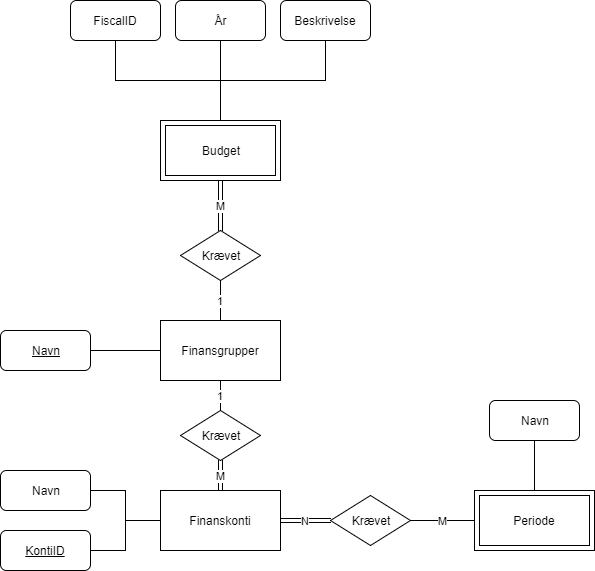 FiscalID
År
Beskrivelse
Budget
M
Krævet
1
Navn
Finansgrupper
1
Krævet
Navn
M
Navn
Finanskonti
N
Krævet
M
Periode
KontiID